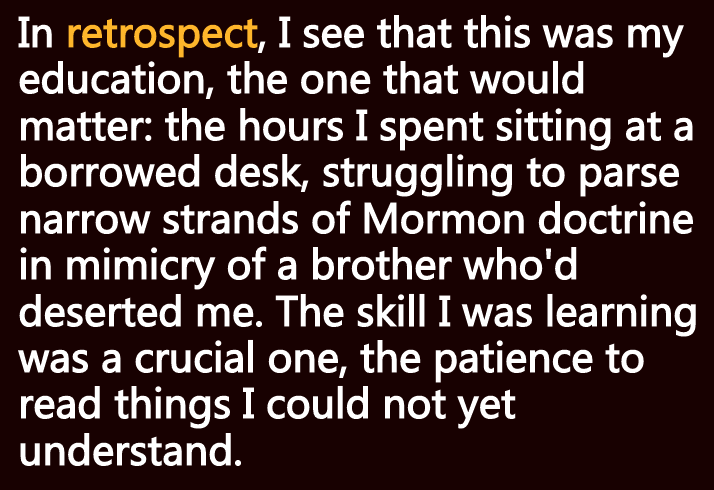 In retrospect, I see that this was my
education, the one that would
matter: the hours I spent sitting at a
borrowed desk, struggling to parse
narrow strands of Mormon doctrine
in mimicry of a brother who'd
deserted me. The skill I was learning
was a crucial one, the patience to
read things I could not yet
understand.